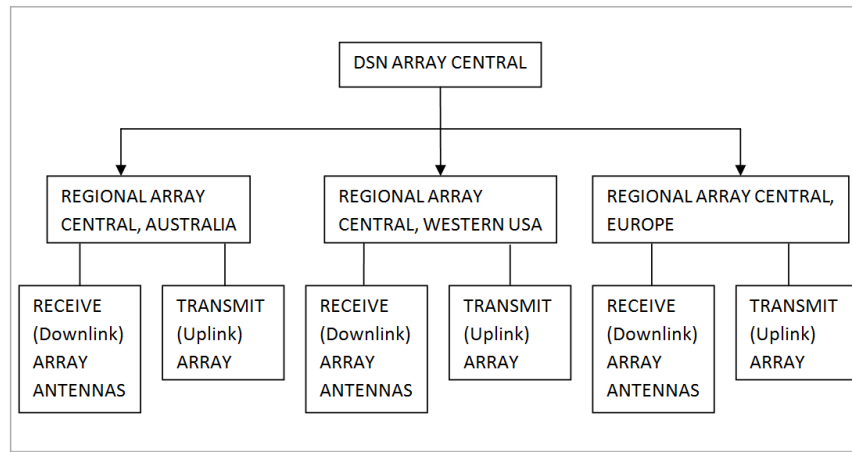 DSN ARRAY CENTRAL
REGIONAL ARRAY
CENTRAL, AUSTRALIA
REGIONAL ARRAY
CENTRAL, WESTERN USA
REGIONAL ARRAY CENTRAL,
EUROPE
RECEIVE
(Downlink)
ARRAY
ANTENNAS
TRANSMIT
(Uplink)
ARRAY
RECEIVE
(Downlink)
ARRAY
ANTENNAS
TRANSMIT
(Uplink)
ARRAY
RECEIVE
(Downlink)
ARRAY
ANTENNAS
TRANSMIT
(Uplink)
ARRAY